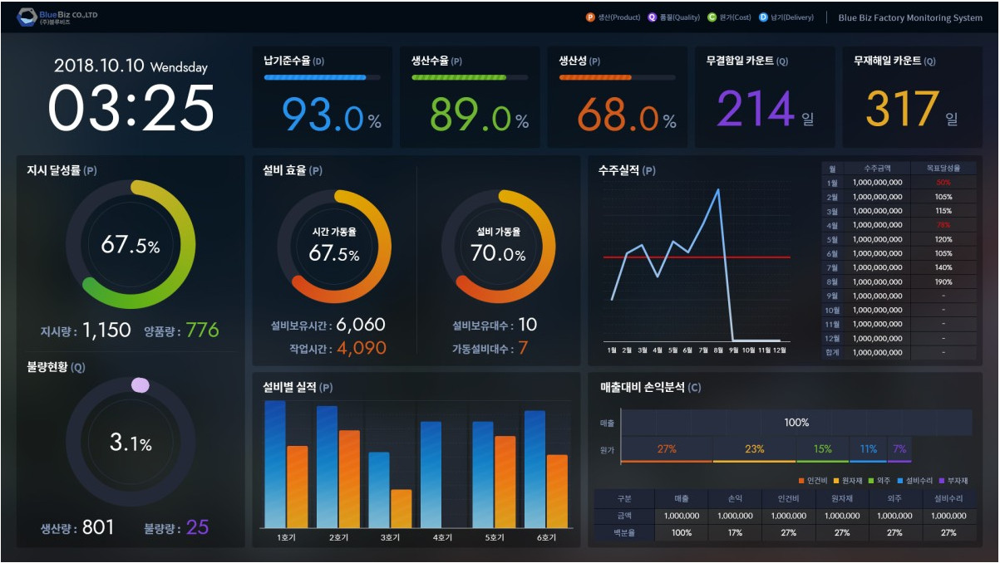 BlueBiz CO.,LTD
(주)블루비즈
P 생산(Product) Q 품질(Quality) C 원가(Cost) D 납기(Delivery)
Blue Biz Factory Monitoring System
2018.10.10 Wendsday
03:25
납기준수율 (D)
93.0%
생산수율 (P)
89.0%
생산성 (P)
68.0%
무결함일 카운트 (Q)
214 일
무재해일 카운트 (Q)
317 일
지시 달성률 (P)
67.5%
지시량 : 1,150 양품량 : 776
불량현황 (Q)
3.1%
생산량 : 801 불량량 : 25
설비 효율 (P)
시간 가동율
67.5%
설비보유시간 : 6,060
작업시간 : 4,090
설비 가동율
70.0%
설비보유대수 : 10
가동설비대수 : 7
수주실적 (P)
1월 2월 3월 4월 5월 6월 7월 8월 9월 10월 11월 12월
월 수주금액 목표달성율
1월 1,000,000,000 50%
2월 1,000,000,000 105%
3월 1,000,000,000 115%
4월 1,000,000,000 78%
5월 1,000,000,000 120%
6월 1,000,000,000 105%
7월 1,000,000,000 140%
8월 1,000,000,000 190%
9월 1,000,000,000 -
10월 1,000,000,000 -
11월 1,000,000,000 -
12월 1,000,000,000 -
합계 1,000,000,000 -
설비별 실적 (P)
1호기 2호기 3호기 4호기 5호기 6호기
매출대비 손익분석 (C)
매출 100%
원가 27% 23% 15% 11% 7%
인건비 원자재 외주 설비수리 부자재
구분 매출 손익 인건비 원자재 외주 설비수리
금액 1,000,000 1,000,000 1,000,000 1,000,000 1,000,000 1,000,000
백분율 100% 17% 27% 27% 27% 27%